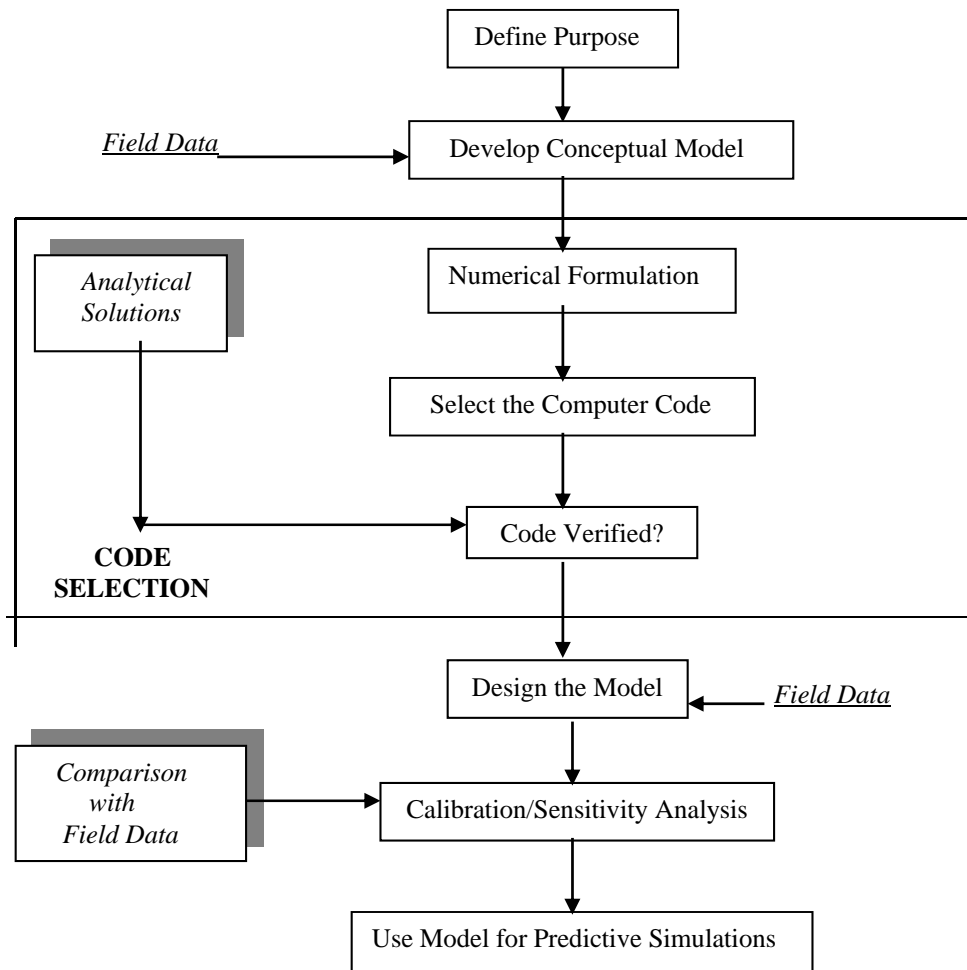 Define Purpose
Field Data
Develop Conceptual Model
Analytical
Solutions
Numerical Formulation
Select the Computer Code
Code Verified?
CODE
SELECTION
Design the Model
Field Data
Comparison
with
Field Data
Calibration/Sensitivity Analysis
Use Model for Predictive Simulations